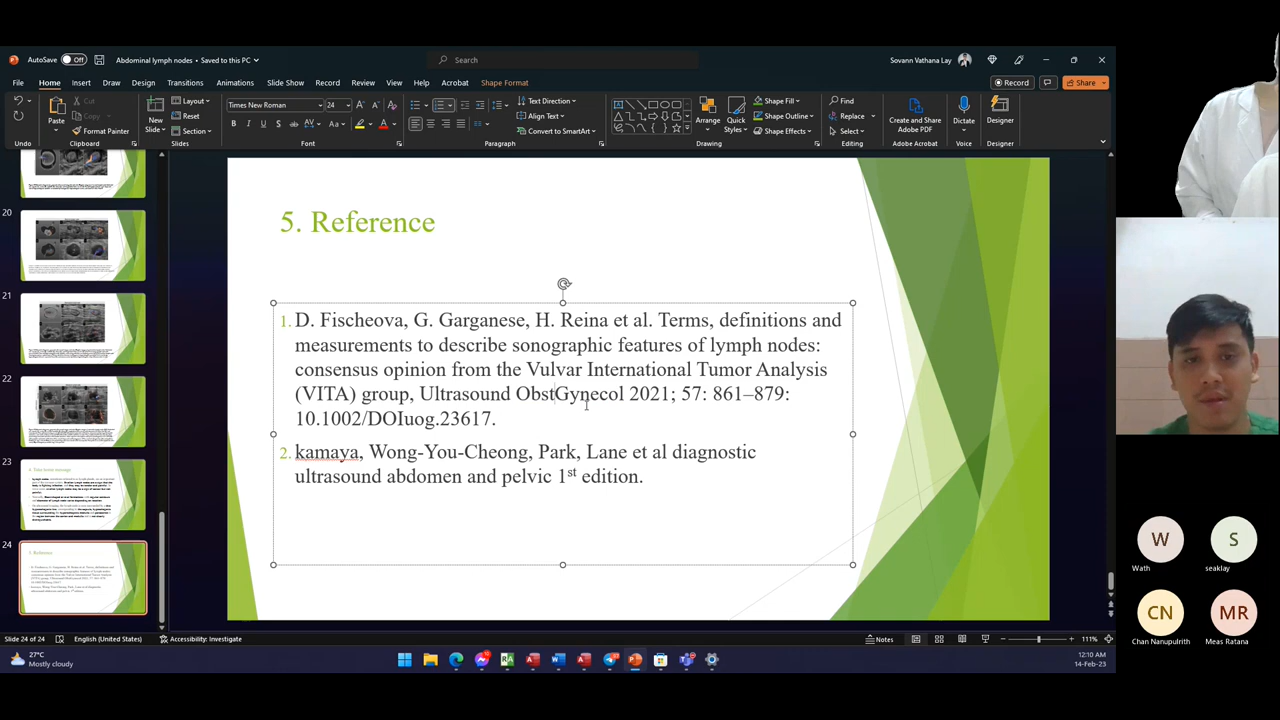 AutoSave Off Abdominal lymph nodes • Saved to this PC Search Sovann Vathana Lay
File Home Insert Draw Design Transitions Animations Slide Show Record Review View Help Acrobat Shape Format Record Share
Paste Cut Copy Format Painter New Slide Layout Reset Section Times New Roman 24 Text Direction Align Text Convert to SmartArt Arrange Quick Styles Shape Fill Shape Outline Shape Effects Find Replace Select Create and Share Adobe PDF Dictate Designer
Undo Clipboard Slides Font Paragraph Drawing Editing Adobe Acrobat Voice Designer
20
21
22
23
24
5. Reference
1. D. Fischeova, G. Garganese, H. Reina et al. Terms, definitions and
measurements to describe sonographic features of lymph nodes:
consensus opinion from the Vulvar International Tumor Analysis
(VITA) group, Ultrasound ObstGynecol 2021; 57: 861–879:
10.1002/DOIuog.23617
2. kamaya, Wong-You-Cheong, Park, Lane et al diagnostic
ultrasound abdomen and pelvic 1st edition.
W
Wath
S
seaklay
CN
Chan Nanupulrith
MR
Meas Ratana
Slide 24 of 24 English (United States) Accessibility: Investigate Notes 111%
27°C
Mostly cloudy
12:10 AM
14-Feb-23